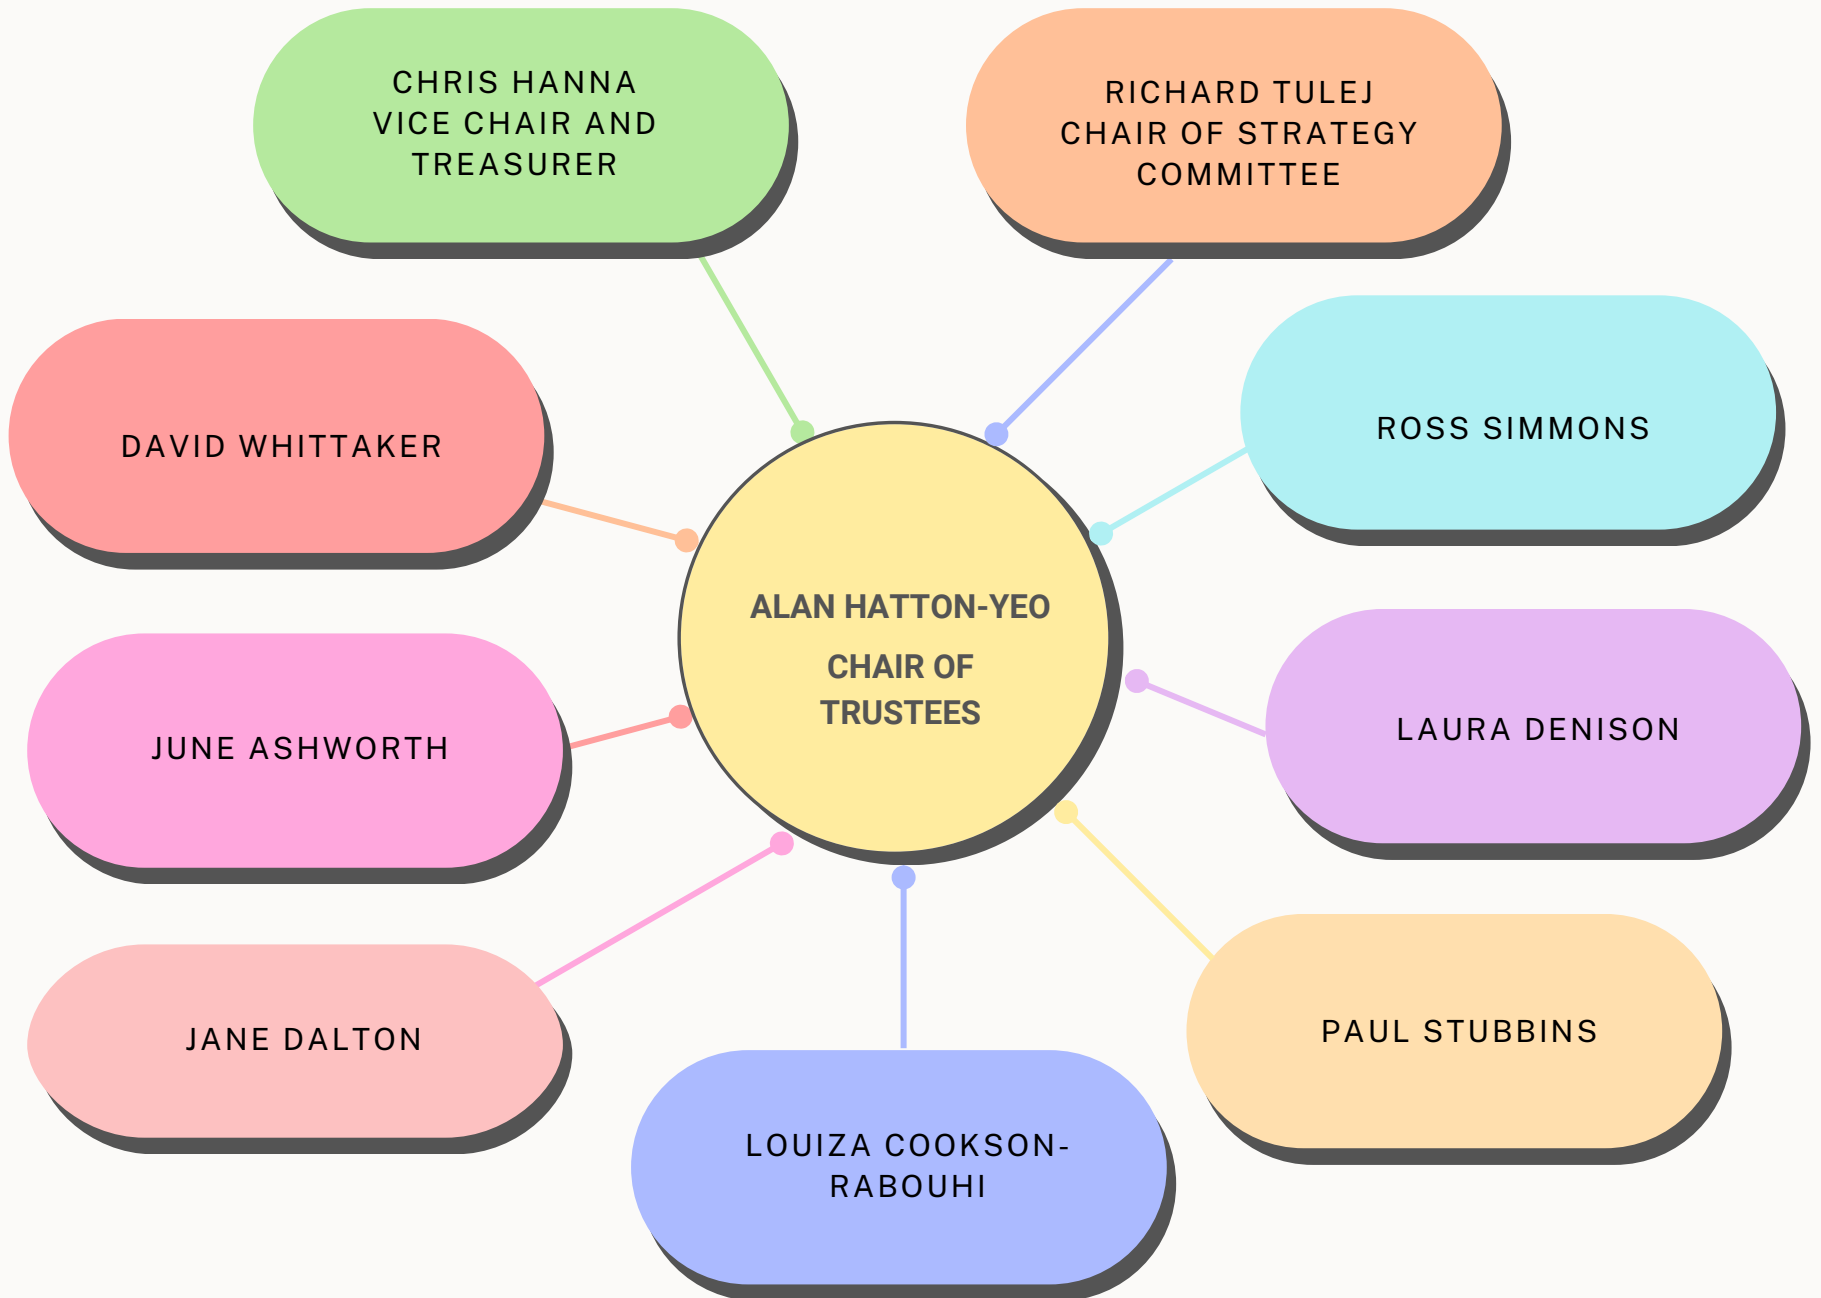 CHRIS HANNA
VICE CHAIR AND
TREASURER
RICHARD TULEJ
CHAIR OF STRATEGY
COMMITTEE
DAVID WHITTAKER
ROSS SIMMONS
ALAN HATTON-YEO
CHAIR OF
TRUSTEES
JUNE ASHWORTH
LAURA DENISON
JANE DALTON
PAUL STUBBINS
LOUIZA COOKSON-
RABOUHI